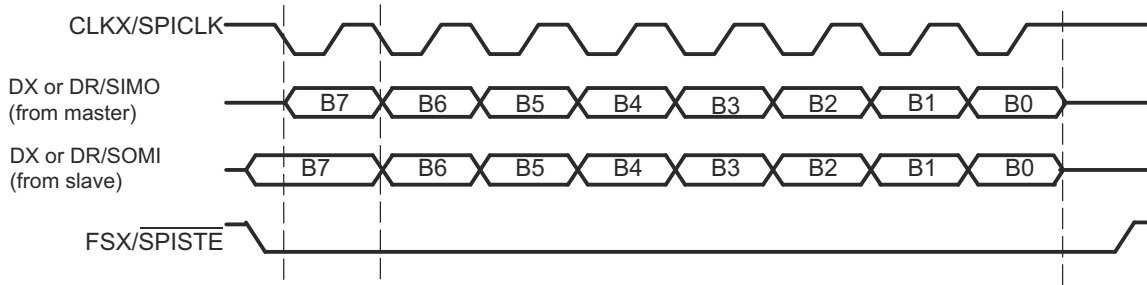 CLKX/SPICLK
DX or DR/SIMO
(from master)
B7 B6 B5 B4 B3 B2 B1 B0
DX or DR/SOMI
(from slave)
B7 B6 B5 B4 B3 B2 B1 B0
FSX/SPISTE